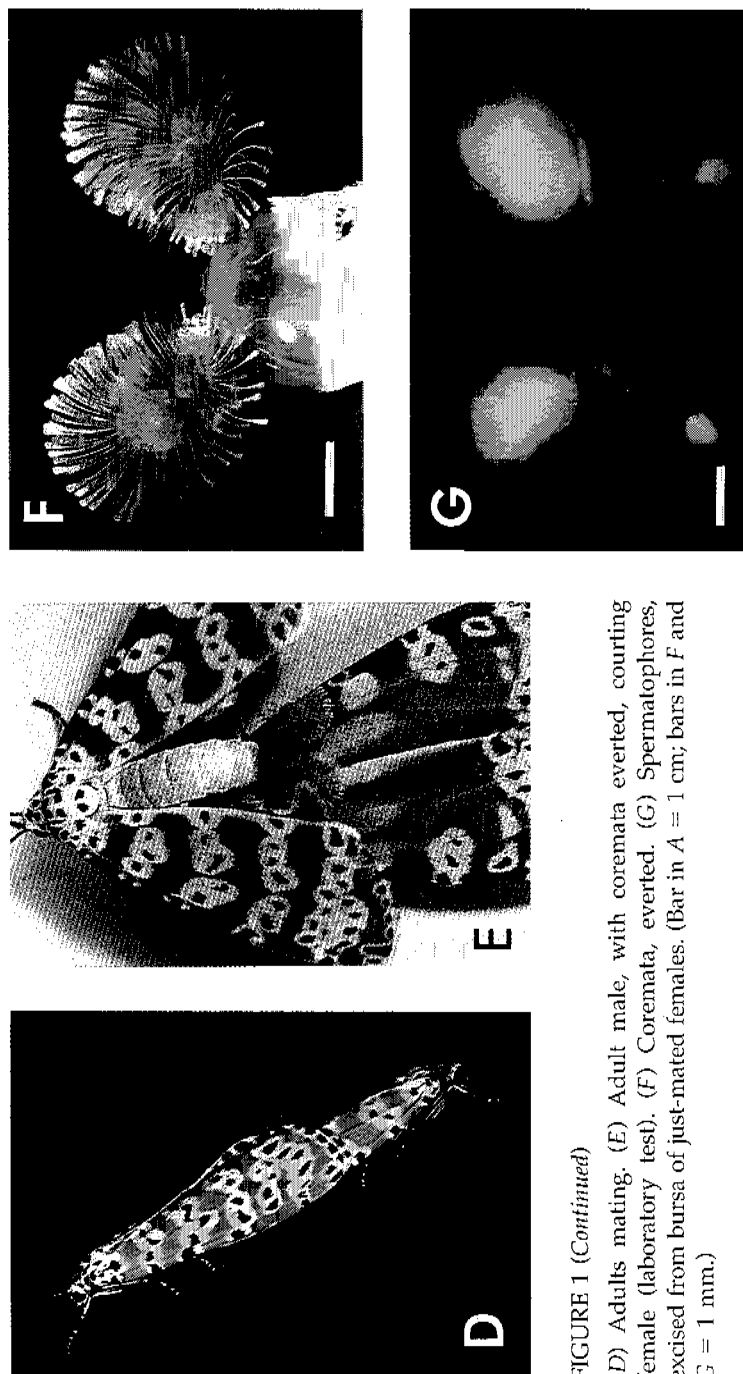 D
E
F
G
FIGURE 1 (Continued)
(D) Adults mating. (E) Adult male, with coremata everted, courting
female (laboratory test). (F) Coremata, everted. (G) Spermatophores,
excised from bursa of just-mated females. (Bar in A = 1 cm; bars in F and
G = 1 mm.)